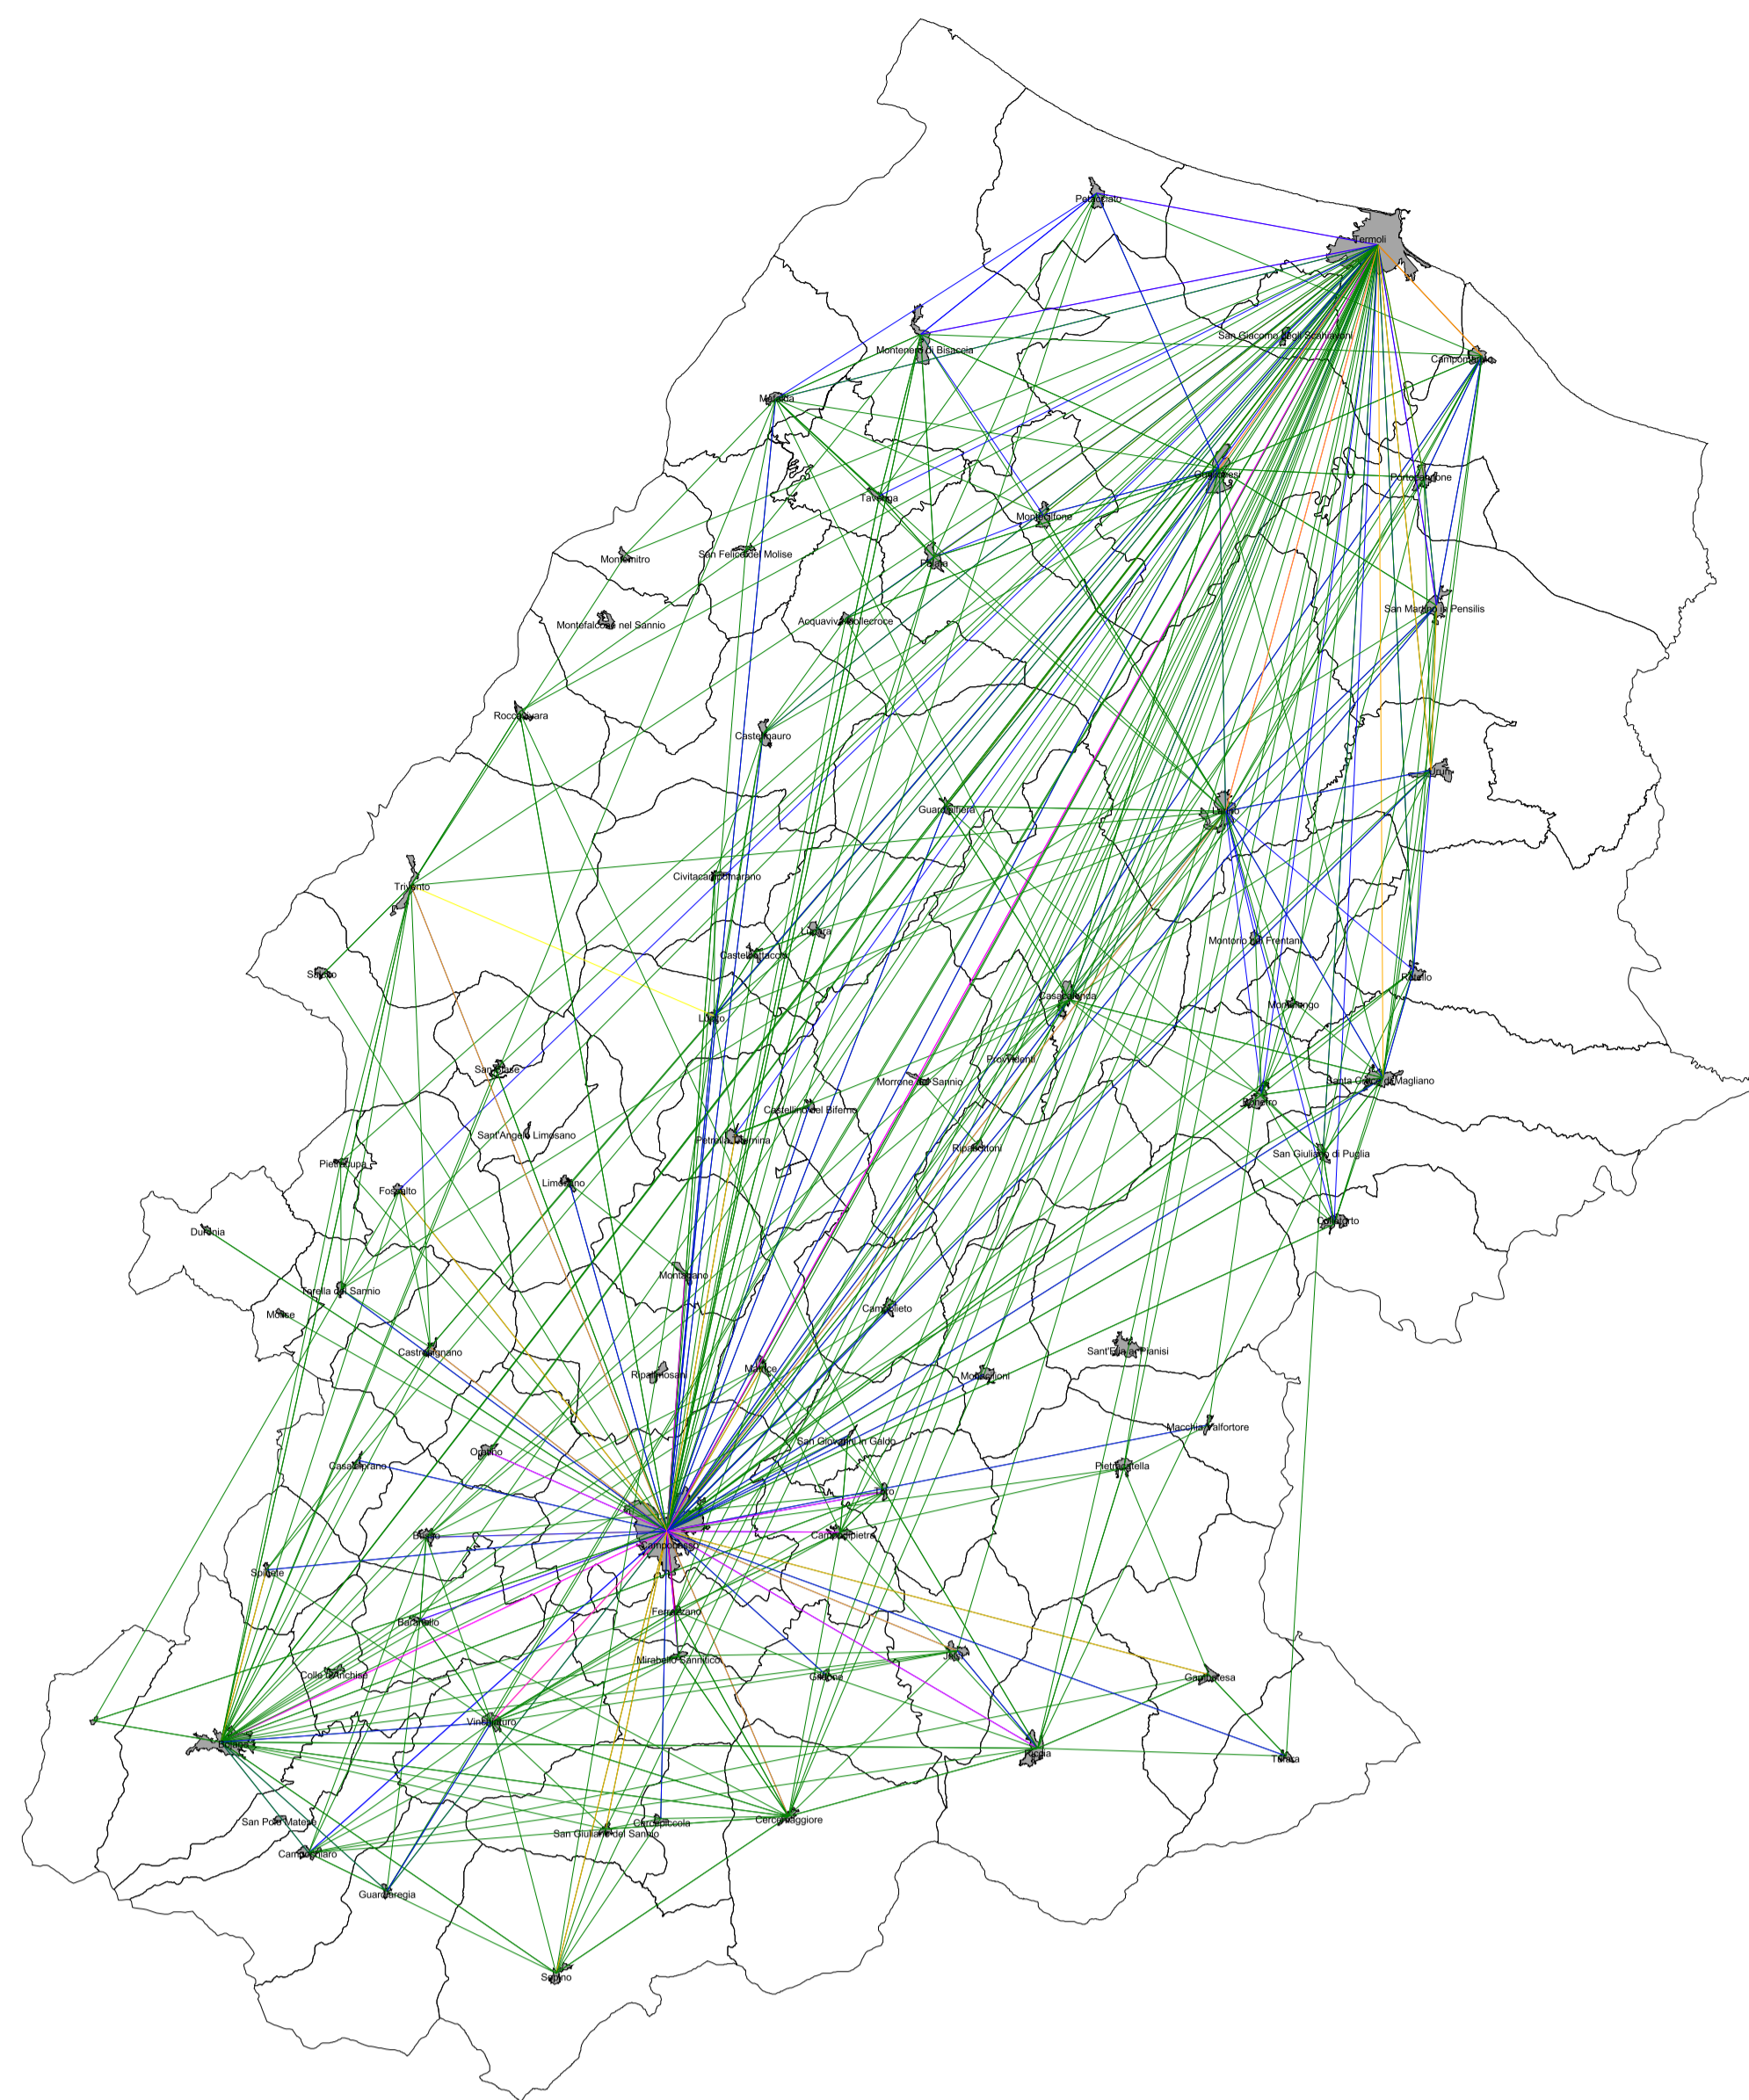 Petacciato
Termoli
San Giacomo degli Schiavoni
Montenero di Bisaccia
Campomarino
Mafalda
Guglionesi
Portocannone
Tavenna
Montecilfone
San Felice del Molise
Montemitro
Palata
San Martino in Pensilis
Acquaviva Collecroce
Montefalcone nel Sannio
Roccavivara
Castelmauro
Ururi
Guardialfiera
Larino
Civitacampomarano
Trivento
Lupara
Montorio nei Frentani
Castelbottaccio
Salcito
Rotello
Casacalenda
Montelongo
Lucito
Provvidenti
San Biase
Morrone del Sannio
Santa Croce di Magliano
Bonefro
Castellino del Biferno
Sant'Angelo Limosano
Petrella Tifernina
Ripabottoni
San Giuliano di Puglia
Pietracupa
Limosano
Fossalto
Colletorto
Duronia
Montagano
Torella del Sannio
Campolieto
Molise
Castropignano
Sant'Elia a Pianisi
Matrice
Ripalimosani
Monacilioni
Macchia Valfortore
San Giovanni in Galdo
Oratino
Casalciprano
Pietracatella
Toro
Busso
Campodipietra
Campobasso
Spinete
Ferrazzano
Baranello
Mirabello Sannitico
Jelsi
Colle d'Anchise
Gildone
Gambatesa
Vinchiaturo
Bojano
Riccia
Tufara
San Polo Matese
Cercepiccola
Cercemaggiore
San Giuliano del Sannio
Campochiaro
Guardiaregia
Sepino